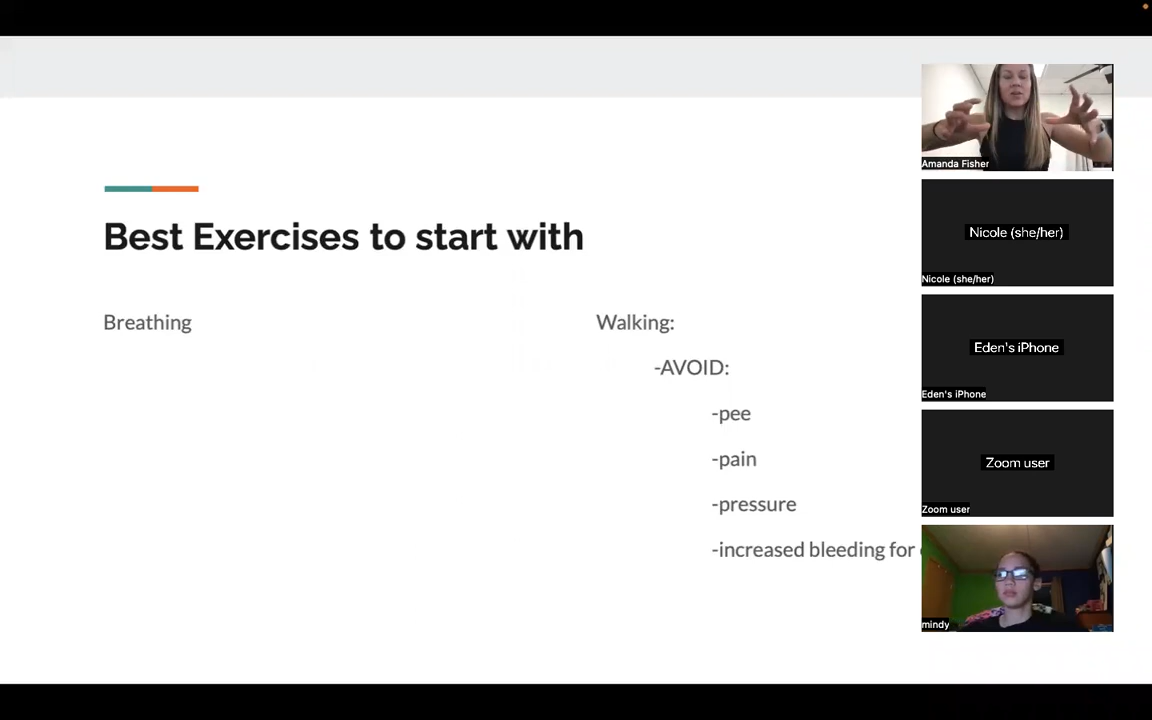 Best Exercises to start with
Breathing
Walking:
-AVOID:
-pee
-pain
-pressure
-increased bleeding for
Amanda Fisher
Nicole (she/her)
Nicole (she/her)
Eden's iPhone
Eden's iPhone
Zoom user
Zoom user
mindy